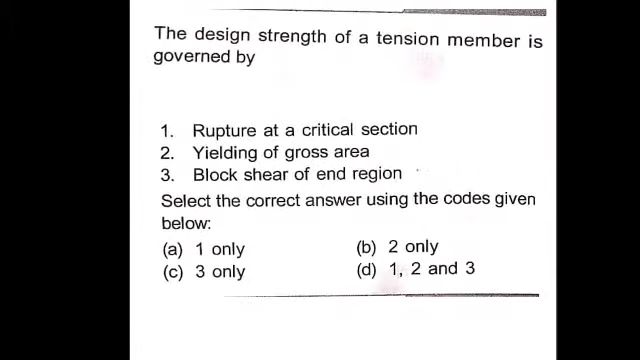 The design strength of a tension member is
governed by
1. Rupture at a critical section
2. Yielding of gross area
3. Block shear of end region
Select the correct answer using the codes given
below:
(a) 1 only (b) 2 only
(c) 3 only (d) 1, 2 and 3